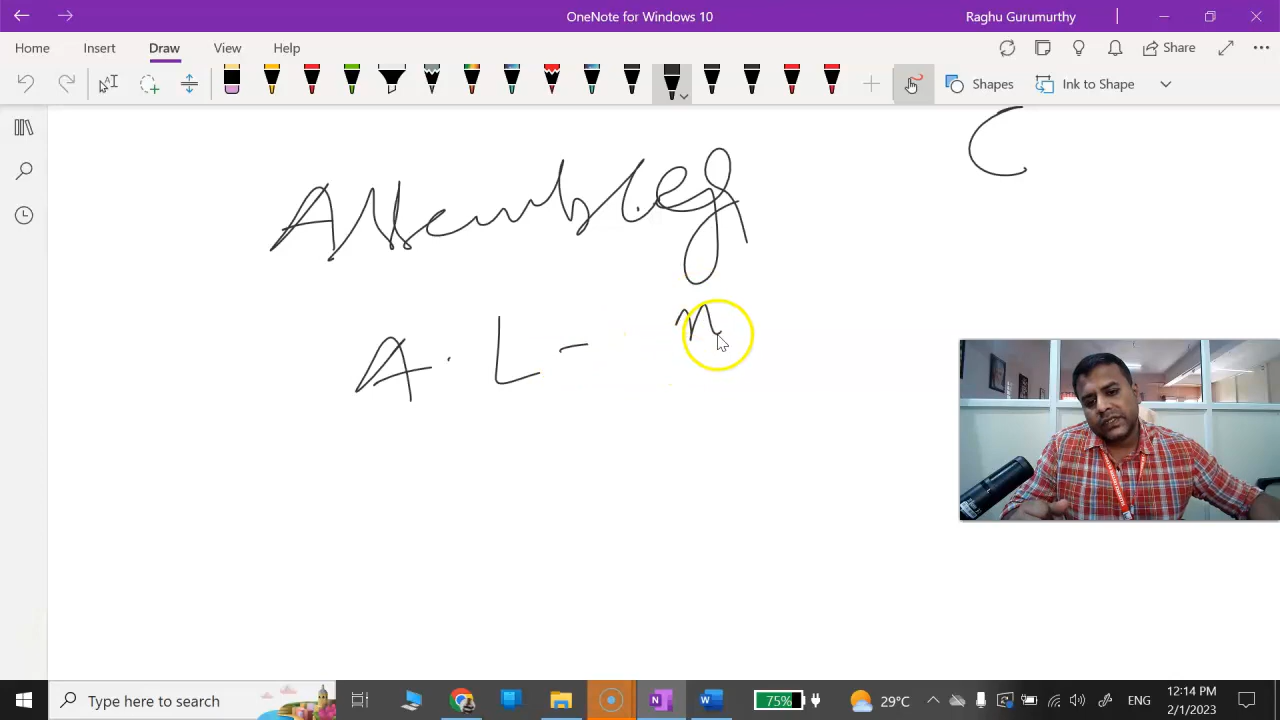 OneNote for Windows 10
Raghu Gurumurthy
Home Insert Draw View Help
Share
Shapes
Ink to Shape
C
Assembler
A. L - m
Type here to search
75%
29°C
ENG
12:14 PM
2/1/2023